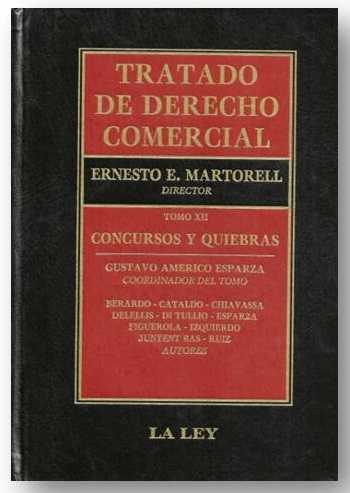 TRATADO
DE DERECHO
COMERCIAL
ERNESTO E. MARTORELL
DIRECTOR
TOMO XII
CONCURSOS Y QUIEBRAS
GUSTAVO AMERICO ESPARZA
COORDINADOR DEL TOMO
BERARDO - CATALDO - CHIAVASSA
DELELLIS - DI TULLIO - ESPARZA
FIGUEROLA - IZQUIERDO
JUNYENT BAS - RUIZ
AUTORES
LA LEY